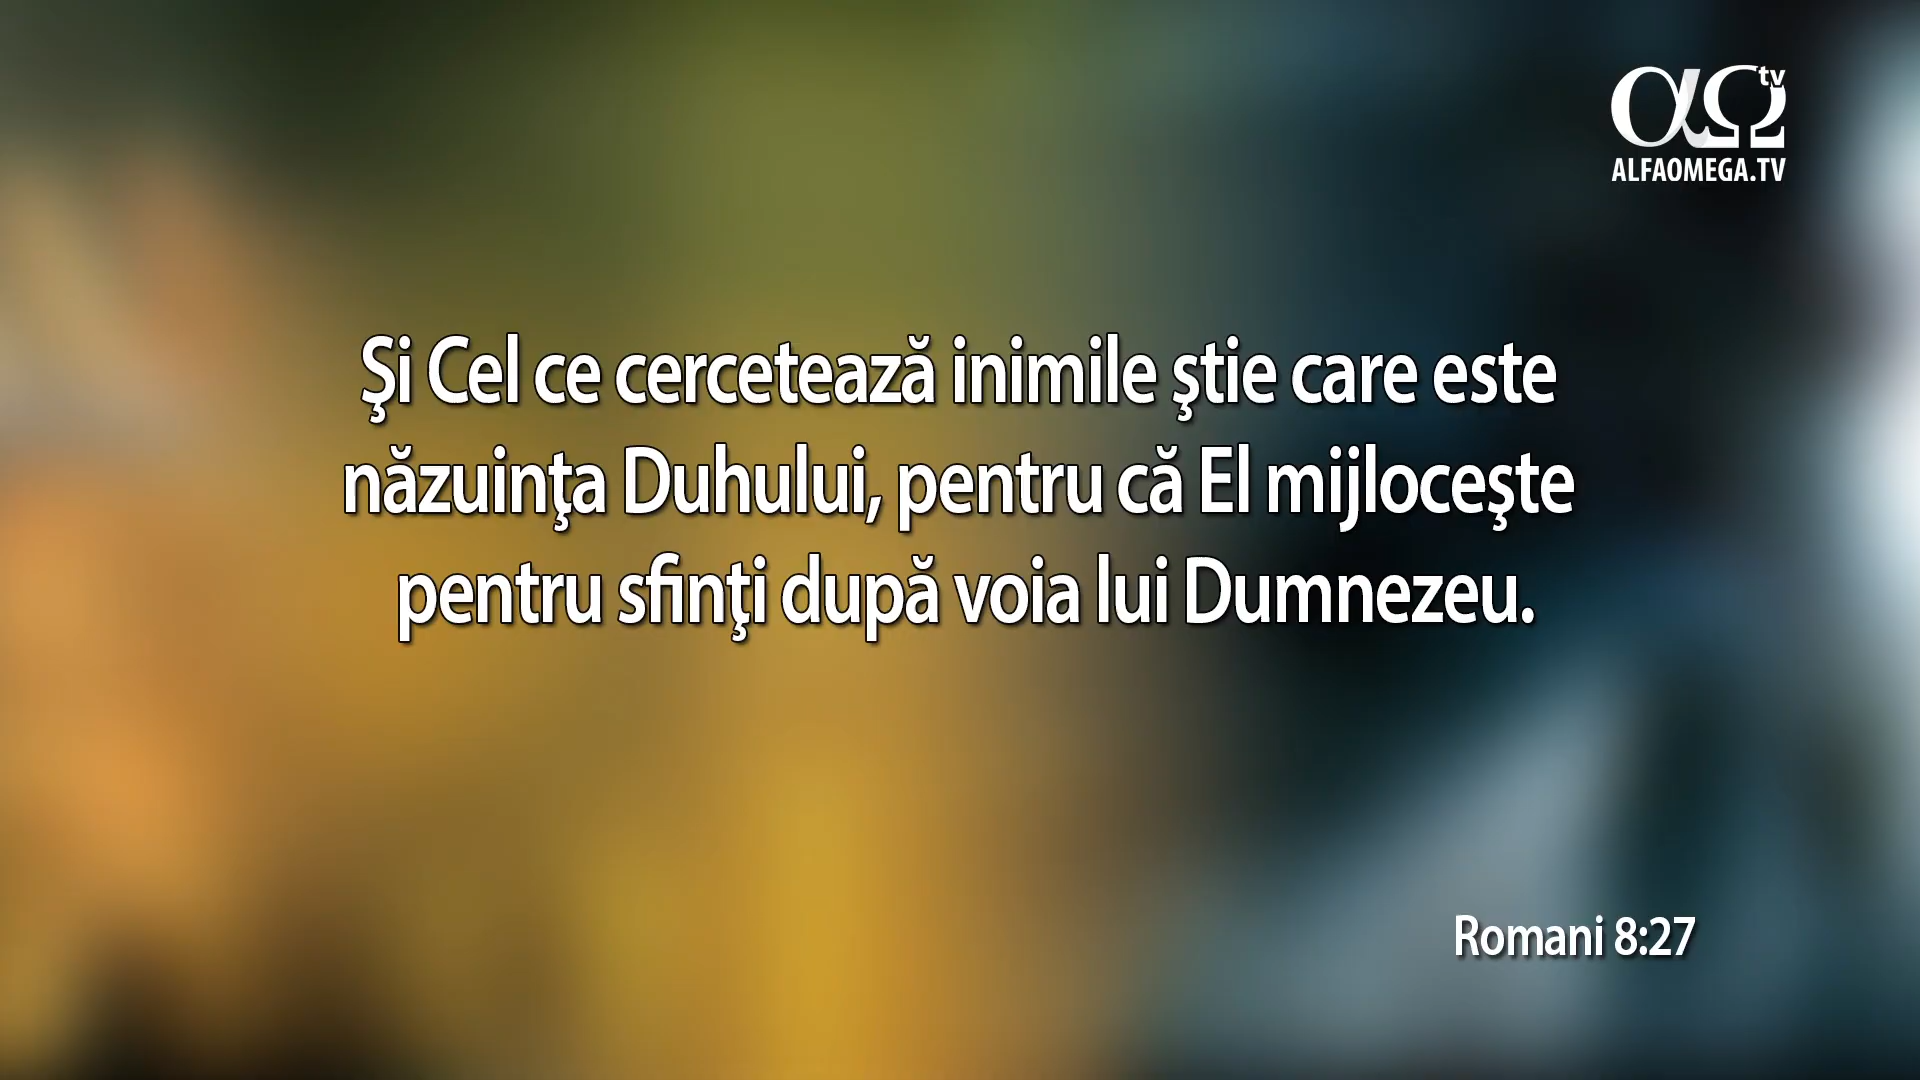 tv
αΩ
ALFAOMEGA.TV
Şi Cel ce cercetează inimile ştie care este
năzuinţa Duhului, pentru că El mijloceşte
pentru sfinţi după voia lui Dumnezeu.
Romani 8:27